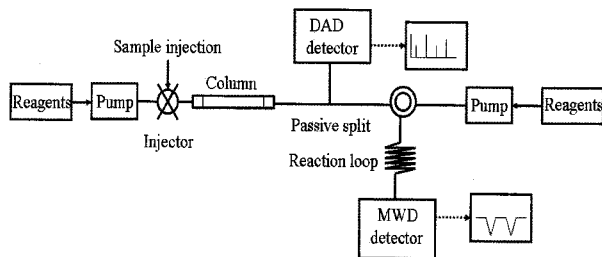 DAD
detector
Sample injection
Column
Reagents
Pump
Pump
Reagents
Injector
Passive split
Reaction loop
MWD
detector